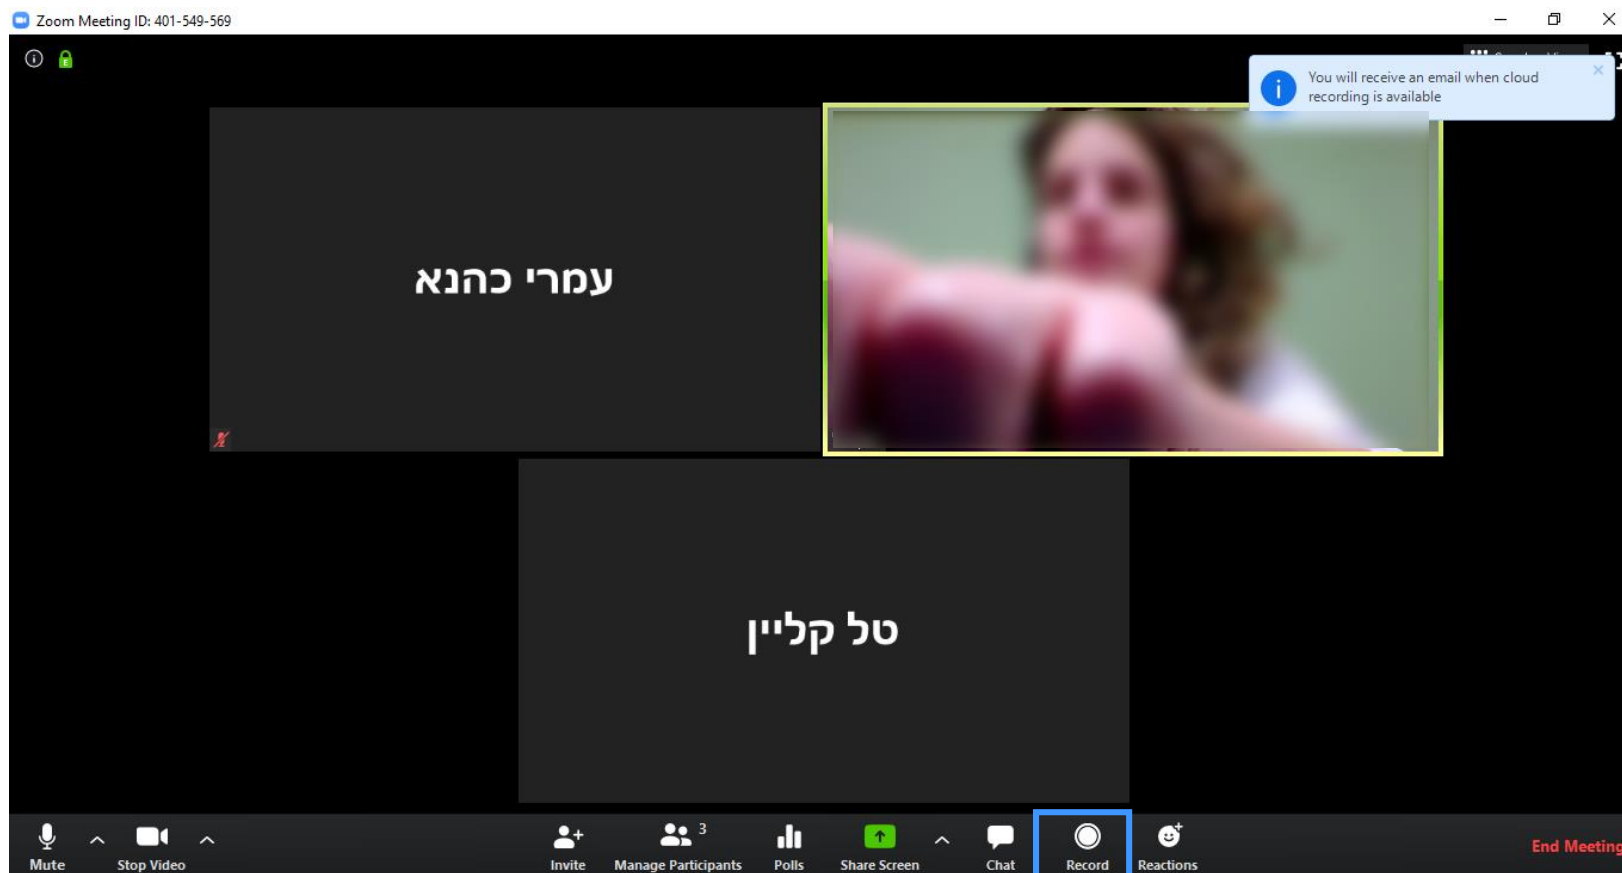 Zoom Meeting ID: 401-549-569
You will receive an email when cloud
recording is available
עמרי כהנא
טל קליין
3
Mute
Stop Video
Invite
Manage Participants
Polls
Share Screen
Chat
Record
Reactions
End Meeting